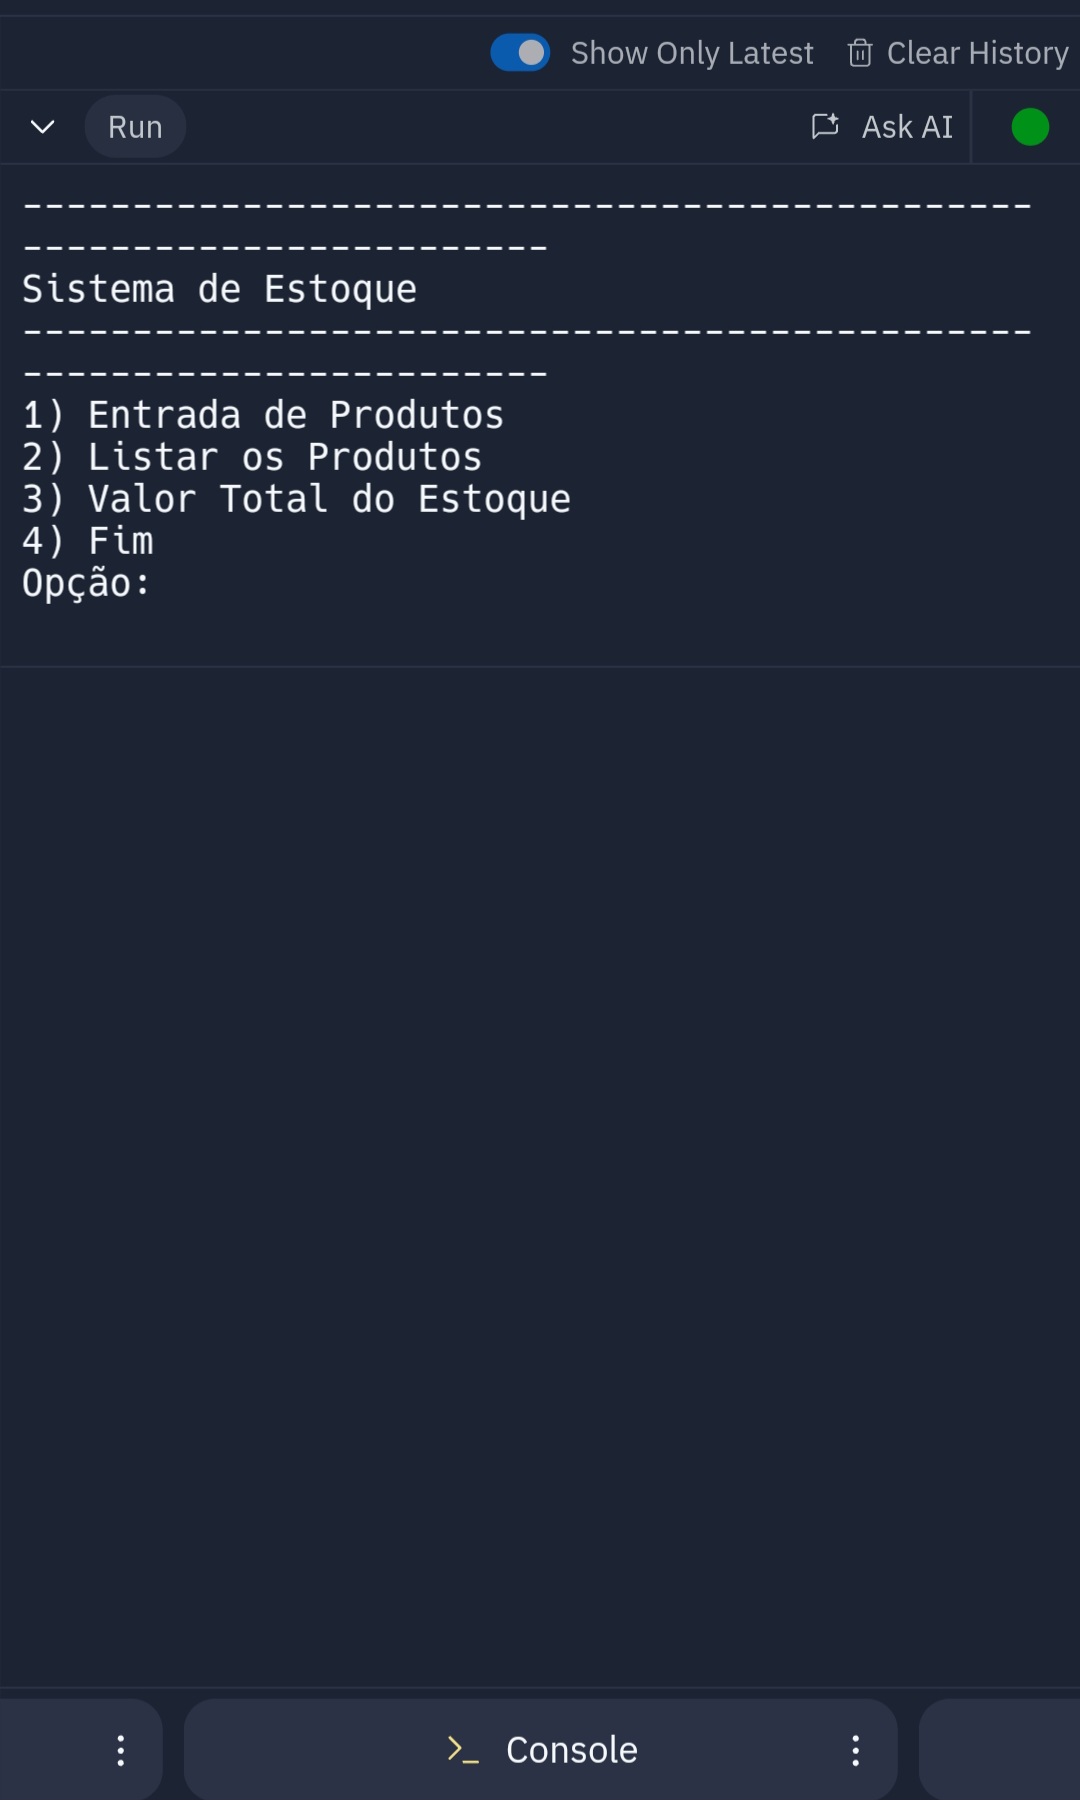 Show Only Latest Clear History
Run Ask AI
----------------------------------------------
------------------------
Sistema de Estoque
----------------------------------------------
------------------------
1) Entrada de Produtos
2) Listar os Produtos
3) Valor Total do Estoque
4) Fim
Opção:
>_ Console